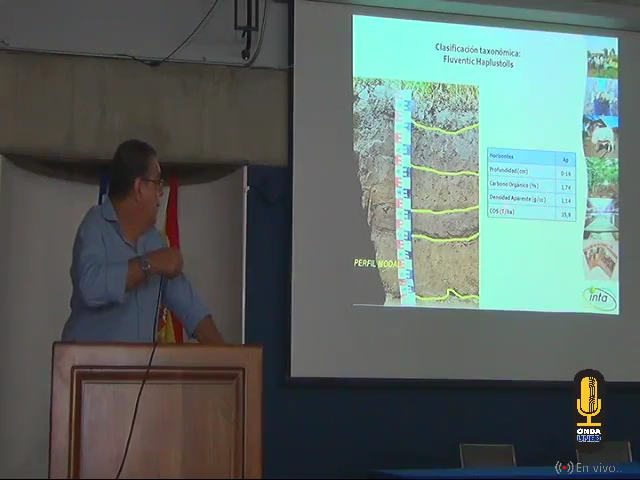 Clasificación taxonómica:
Fluventic Haplustolls
Horizontes Ap
Profundidad (cm) 0-16
Carbono Orgánico (%) 1,74
Densidad Aparente (g/cc) 1,14
COS (T/ha)
PERFIL MODAL
inta
ONDA
UNED
En vivo..